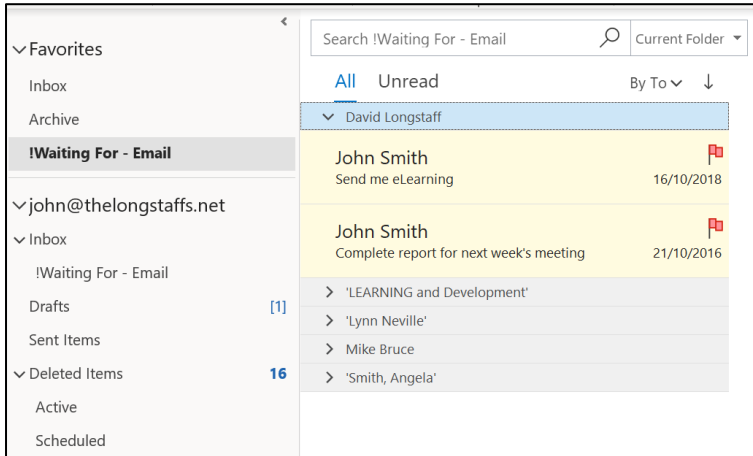 Favorites
Inbox
Archive
!Waiting For - Email
john@thelongstaffs.net
Inbox
!Waiting For - Email
Drafts [1]
Sent Items
Deleted Items 16
Active
Scheduled
Search !Waiting For - Email
Current Folder
All Unread By To
David Longstaff
John Smith
Send me eLearning 16/10/2018
John Smith
Complete report for next week's meeting 21/10/2016
'LEARNING and Development'
'Lynn Neville'
Mike Bruce
'Smith, Angela'